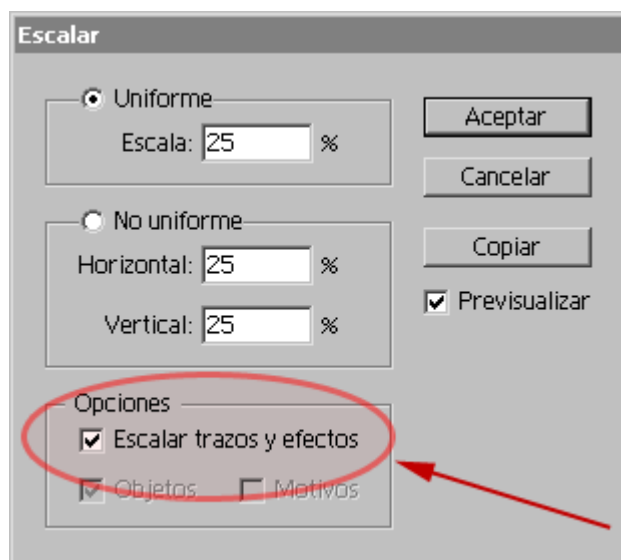 Escalar
Uniforme
Escala: 25 %
Aceptar
Cancelar
No uniforme
Horizontal: 25 %
Vertical: 25 %
Copiar
Previsualizar
Opciones
Escalar trazos y efectos
Objetos Motivos